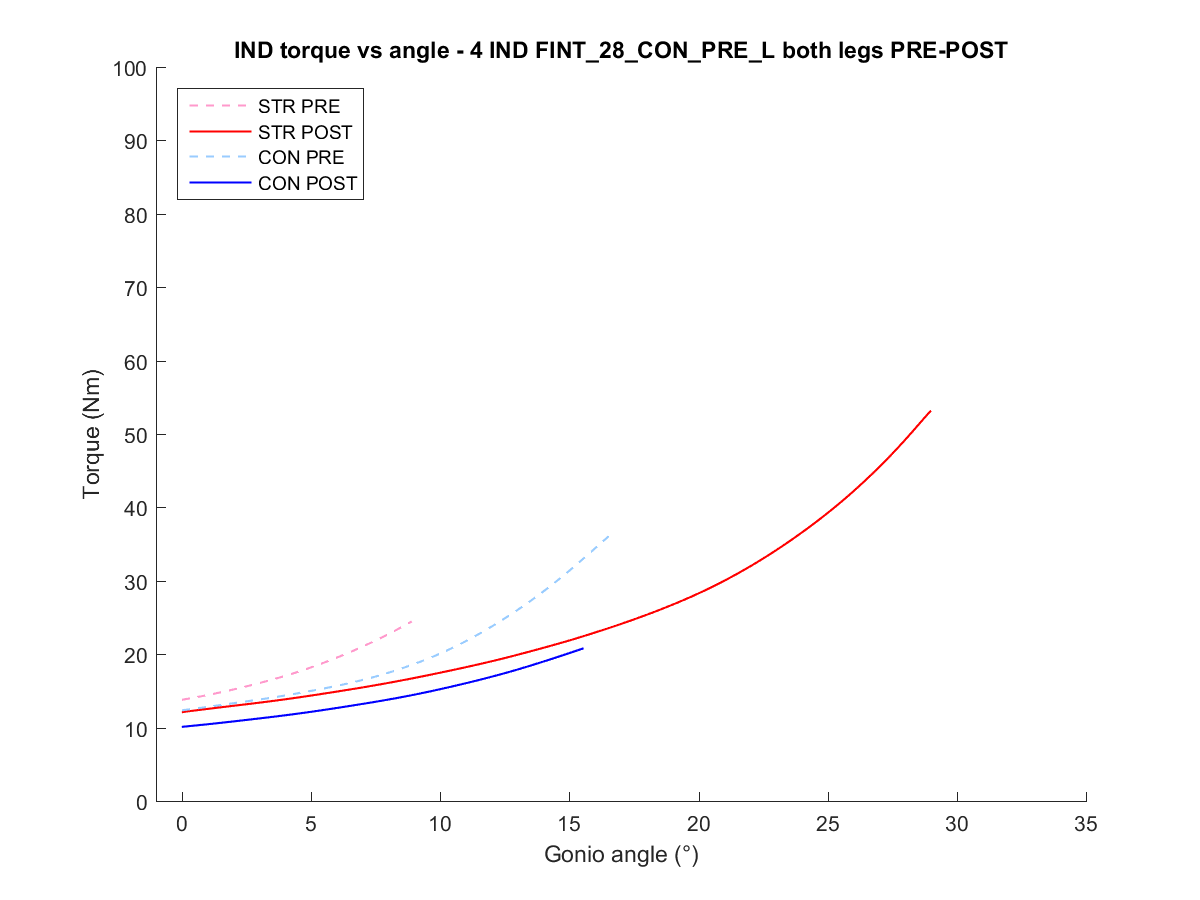 IND torque vs angle - 4 IND FINT_28_CON_PRE_L both legs PRE-POST
100
90
80
70
60
50
40
30
20
10
0
STR PRE
STR POST
CON PRE
CON POST
Torque (Nm)
0 5 10 15 20 25 30 35
Gonio angle (°)